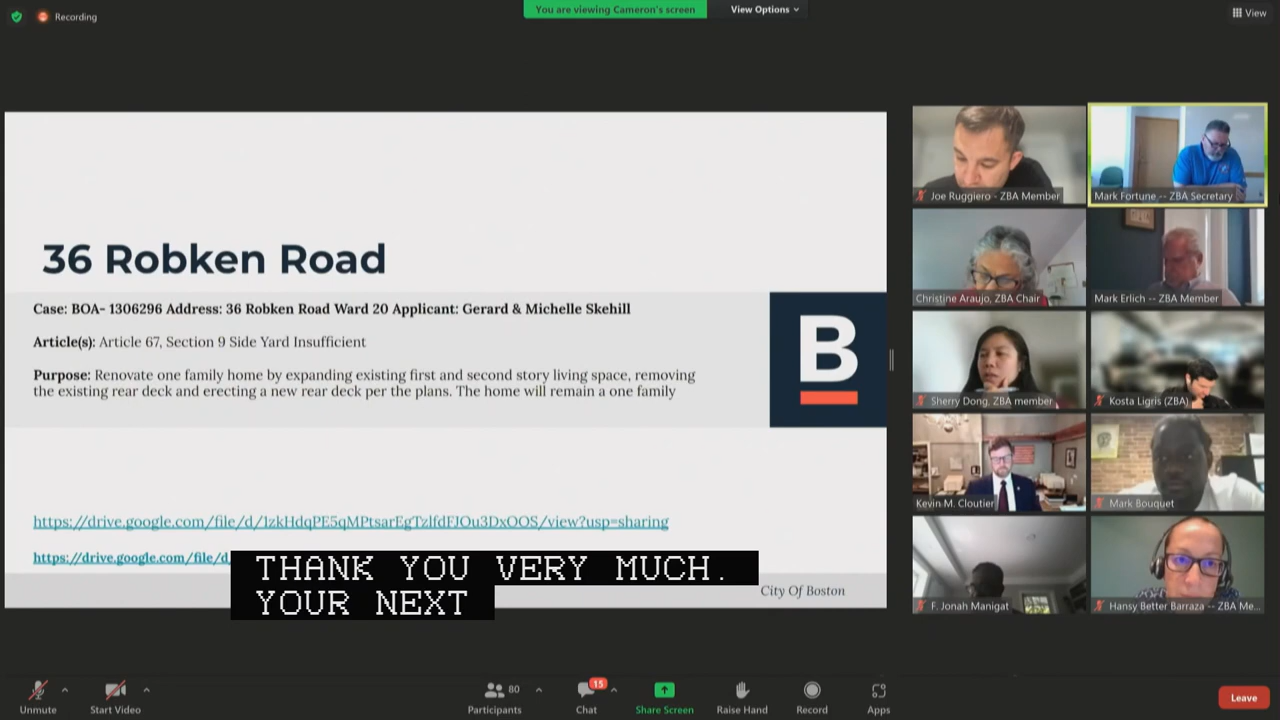 Recording
You are viewing Cameron's screen
View Options
View
36 Robken Road
Case: BOA- 1306296 Address: 36 Robken Road Ward 20 Applicant: Gerard & Michelle Skehill
Article(s): Article 67, Section 9 Side Yard Insufficient
Purpose: Renovate one family home by expanding existing first and second story living space, removing
the existing rear deck and erecting a new rear deck per the plans. The home will remain a one family
B
https://drive.google.com/file/d/1zkHdqPE5qMPtsarEgTzlfdFJOu3DxOOS/view?usp=sharing
https://drive.google.com/file/d
THANK YOU VERY MUCH.
YOUR NEXT
City Of Boston
Joe Ruggiero - ZBA Member
Mark Fortune -- ZBA Secretary
Christine Araujo, ZBA Chair
Mark Erlich -- ZBA Member
Sherry Dong, ZBA member
Kosta Ligris (ZBA)
Kevin M. Cloutier
Mark Bouquet
F. Jonah Manigat
Hansy Better Barraza -- ZBA Me...
Unmute
Start Video
80
Participants
15
Chat
Share Screen
Raise Hand
Record
Apps
Leave